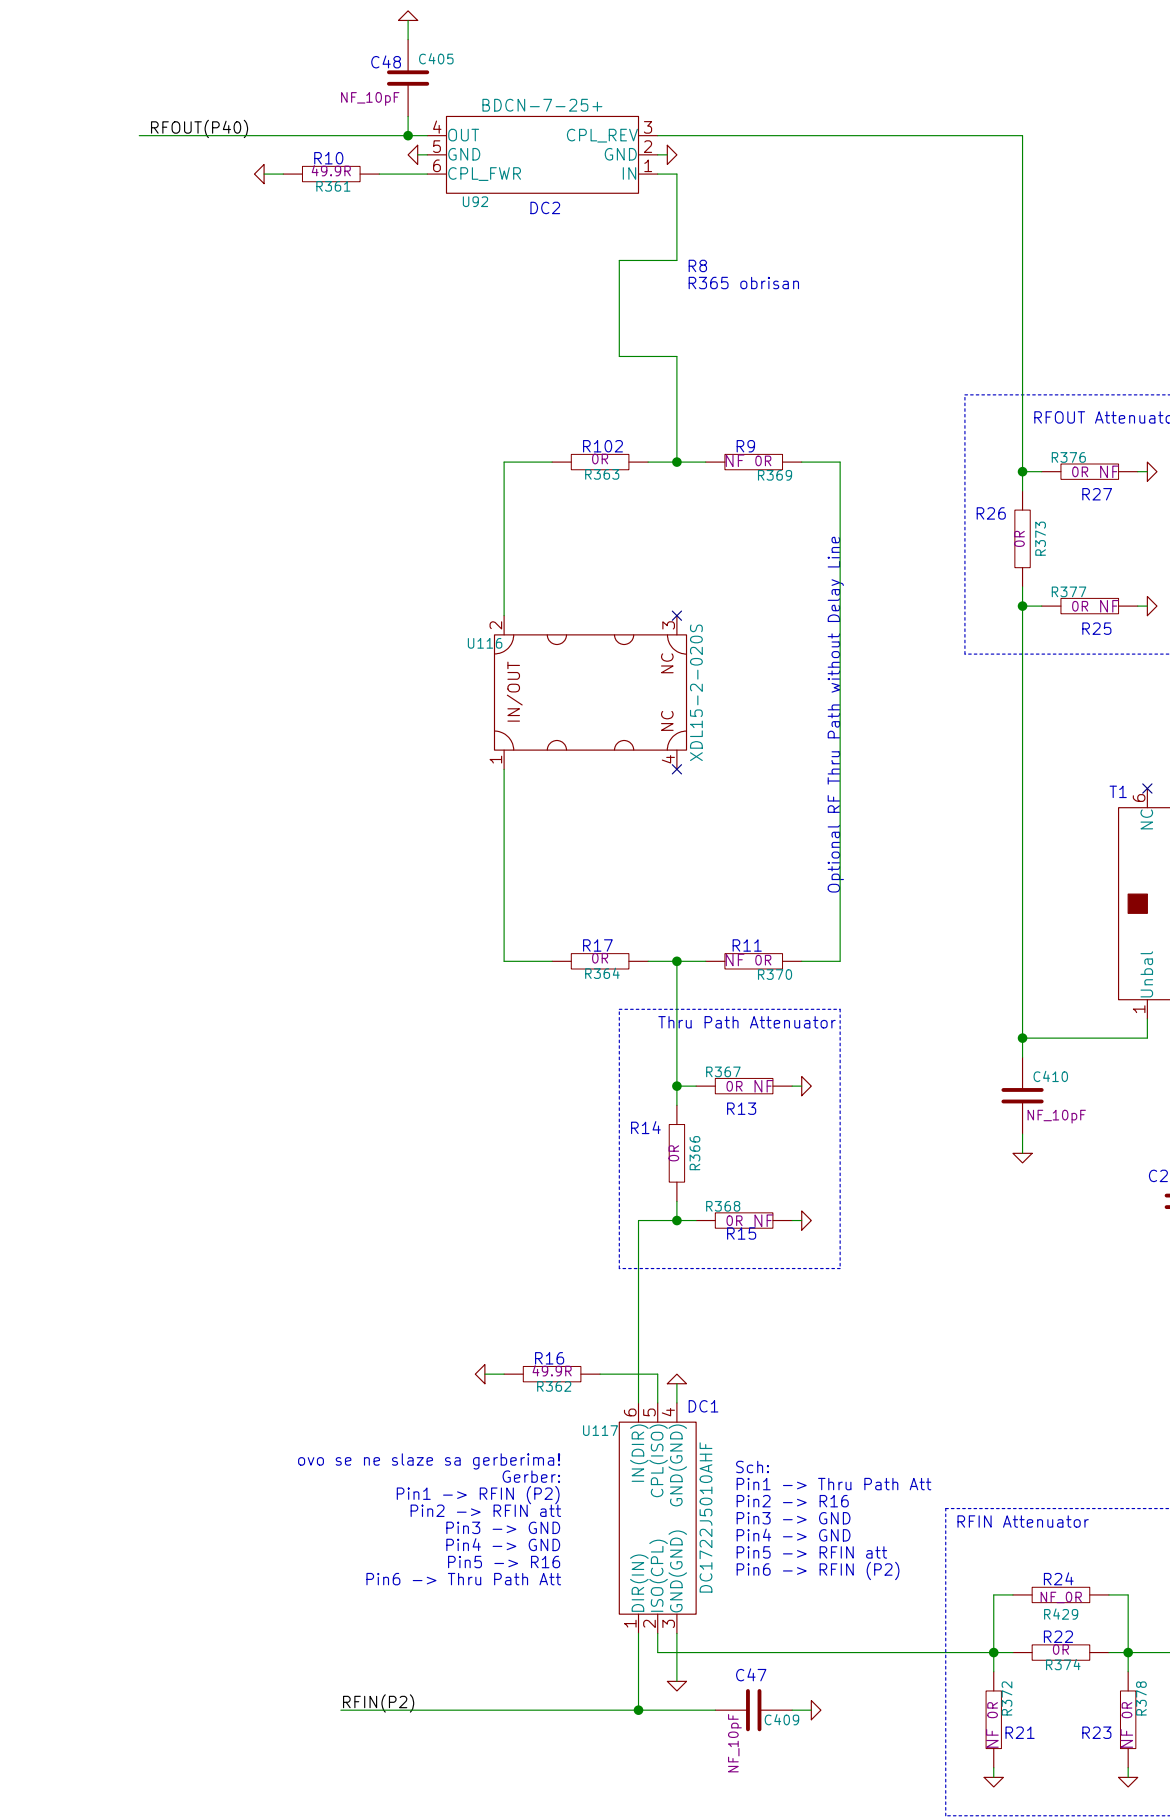 C48
C405
NF_10pF
BDCN-7-25+
RFOUT(P40)
4
OUT
CPL_REV
3
5
GND
GND
2
6
CPL_FWR
IN
1
R10
49.9R
R361
U92
DC2
R8
R365 obrisan
RFOUT Attenuato
R102
0R
R363
R9
NF 0R
R369
R376
0R NF
R27
R26
0R
R373
R377
0R NF
R25
Optional RF Thru Path without Delay Line
2
3
U116
IN/OUT
NC
NC
XDL15-2-020S
1
4
T1
6
NC
Unbal
1
R17
0R
R364
R11
NF 0R
R370
Thru Path Attenuator
R367
0R NF
R13
R14
0R
R366
R368
0R NF
R15
C410
NF_10pF
C2
R16
49.9R
R362
DC1
6
5
4
U117
IN(DIR)
CPL(ISO)
GND(GND)
DIR(IN)
ISO(CPL)
GND(GND)
DC1722J5010AHF
1
2
3
ovo se ne slaze sa gerberima!
Gerber:
Pin1 -> RFIN (P2)
Pin2 -> RFIN att
Pin3 -> GND
Pin4 -> GND
Pin5 -> R16
Pin6 -> Thru Path Att
Sch:
Pin1 -> Thru Path Att
Pin2 -> R16
Pin3 -> GND
Pin4 -> GND
Pin5 -> RFIN att
Pin6 -> RFIN (P2)
RFIN Attenuator
R24
NF_0R
R429
R22
0R
R374
R372
NF 0R
R21
R378
NF 0R
R23
RFIN(P2)
C47
NF_10pF
C409